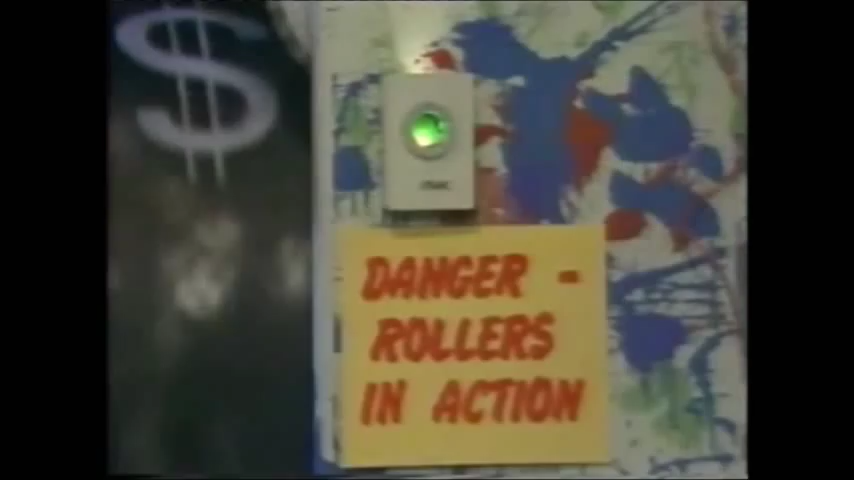 $
DANGER -
ROLLERS
IN ACTION